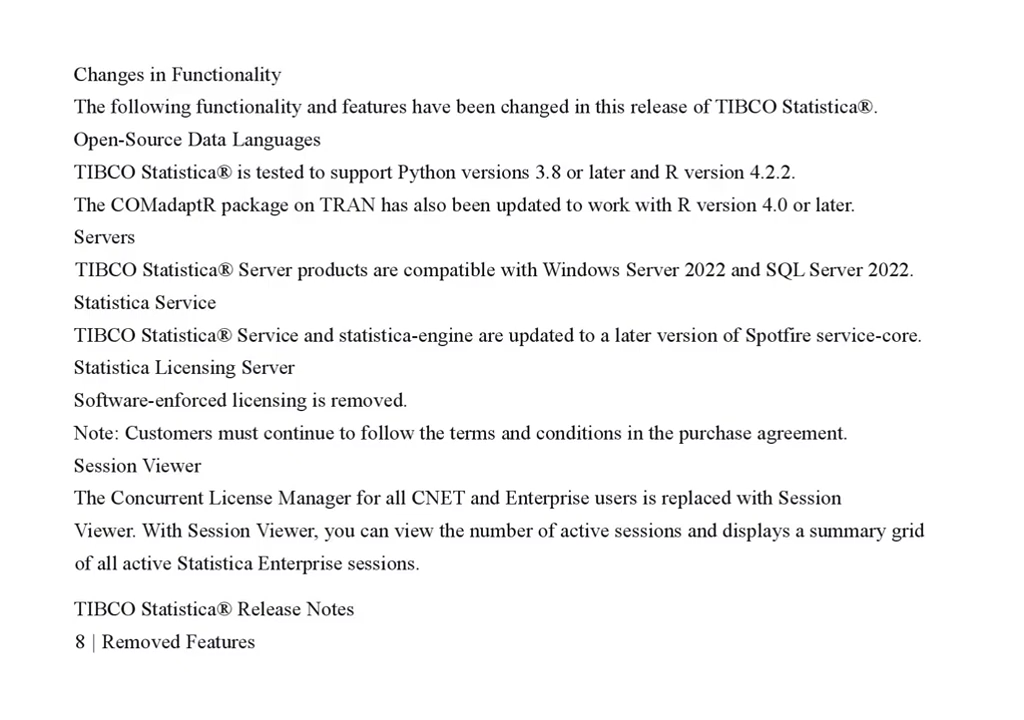 Changes in Functionality
The following functionality and features have been changed in this release of TIBCO Statistica®.
Open-Source Data Languages
TIBCO Statistica® is tested to support Python versions 3.8 or later and R version 4.2.2.
The COMadaptR package on TRAN has also been updated to work with R version 4.0 or later.
Servers
TIBCO Statistica® Server products are compatible with Windows Server 2022 and SQL Server 2022.
Statistica Service
TIBCO Statistica® Service and statistica-engine are updated to a later version of Spotfire service-core.
Statistica Licensing Server
Software-enforced licensing is removed.
Note: Customers must continue to follow the terms and conditions in the purchase agreement.
Session Viewer
The Concurrent License Manager for all CNET and Enterprise users is replaced with Session
Viewer. With Session Viewer, you can view the number of active sessions and displays a summary grid
of all active Statistica Enterprise sessions.
TIBCO Statistica® Release Notes
8 | Removed Features